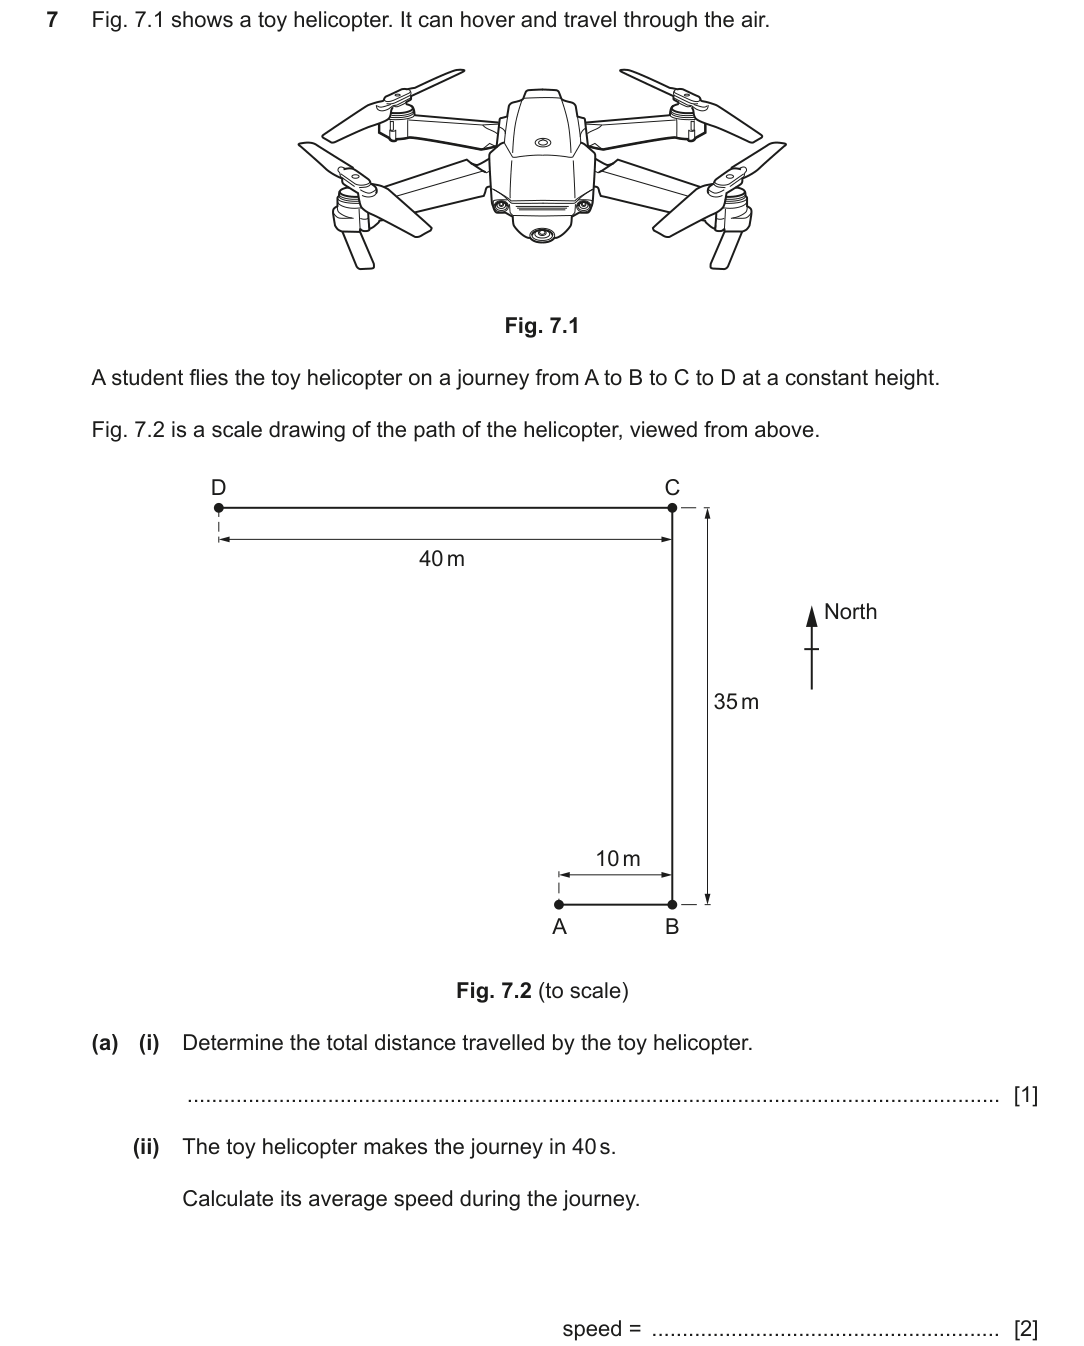 7 Fig. 7.1 shows a toy helicopter. It can hover and travel through the air.
Fig. 7.1
A student flies the toy helicopter on a journey from A to B to C to D at a constant height.
Fig. 7.2 is a scale drawing of the path of the helicopter, viewed from above.
D C
40 m
North
35 m
10 m
A B
Fig. 7.2 (to scale)
(a) (i) Determine the total distance travelled by the toy helicopter.
..................................................................................................................................... [1]
(ii) The toy helicopter makes the journey in 40 s.
Calculate its average speed during the journey.
speed = ......................................................... [2]